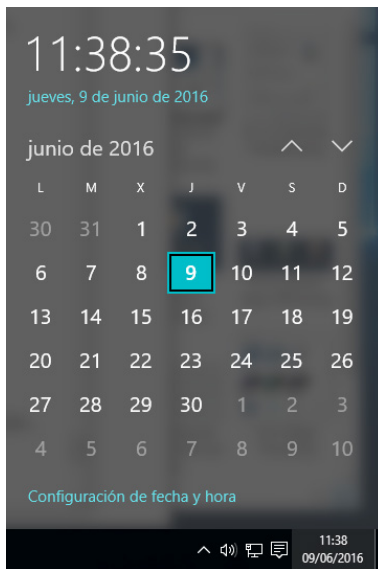 11:38:35
jueves, 9 de junio de 2016
junio de 2016
L M X J V S D
30 31 1 2 3 4 5
6 7 8 9 10 11 12
13 14 15 16 17 18 19
20 21 22 23 24 25 26
27 28 29 30 1 2 3
4 5 6 7 8 9 10
Configuración de fecha y hora
11:38
09/06/2016